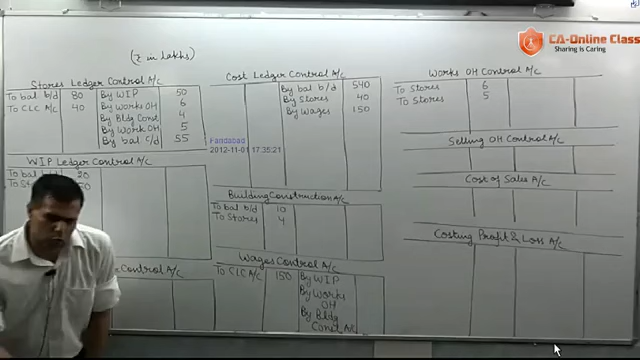 (₹ in Lakhs)
CA-Online Class
Sharing is Caring
Stores Ledger Control A/c
To bal b/d 80 By WIP 50
To CLC A/c 40 By Works OH 6
By Bldg Const 4
By Work OH 5
By bal c/d 55
WIP Ledger Control A/c
To bal b/d 20
Control A/c
Cost Ledger Control A/c
By bal b/d 540
By Stores 40
By Wages 150
Faridabad
2012-11-01 17:35:21
Building Construction A/c
To bal b/d 10
To Stores 4
Wages Control A/c
To CLC A/c 150 By WIP
By Works
OH
By Bldg
Const A/c
Works OH Control A/c
To Stores 6
To Stores 5
Selling OH Control A/c
Cost of Sales A/c
Costing Profit & Loss A/c